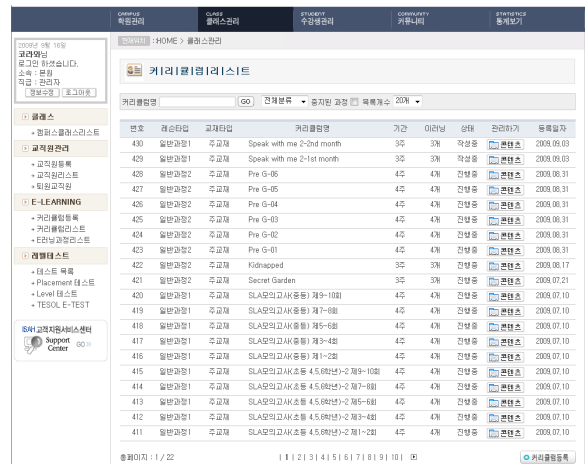 CAMPUS
학원관리
CLASS
클래스관리
STUDENT
수강생관리
COMMUNITY
커뮤니티
STATISTICS
통계보기
현재위치 : HOME > 클래스관리
2009년 9월 16일
코라와님
로그인 하셨습니다.
소속 : 본원
직급 : 관리자
정보수정 로그아웃
클래스
캠퍼스클래스리스트
교직원관리
교직원등록
교직원리스트
퇴원교직원
E-LEARNING
커리큘럼등록
커리큘럼리스트
E러닝과정리스트
레벨테스트
테스트 목록
Placement 테스트
Level 테스트
TESOL E-TEST
ISAH 고객지원서비스센터
Support
Center GO
커|리|큘|럼|리|스|트
커리큘럼명 GO 전체분류 중지된 과정 목록개수 20개
번호 레슨타입 교재타입 커리큘럼명 기간 이러닝 상태 관리하기 등록일자
430 일반과정1 주교재 Speak with me 2-2nd month 3주 3개 작성중 콘텐츠 2009.09.03
429 일반과정1 주교재 Speak with me 2-1st month 3주 3개 작성중 콘텐츠 2009.09.03
428 일반과정2 주교재 Pre G-06 4주 4개 진행중 콘텐츠 2009.08.31
427 일반과정2 주교재 Pre G-05 4주 4개 진행중 콘텐츠 2009.08.31
426 일반과정2 주교재 Pre G-04 4주 4개 진행중 콘텐츠 2009.08.31
425 일반과정2 주교재 Pre G-03 4주 4개 진행중 콘텐츠 2009.08.31
424 일반과정2 주교재 Pre G-02 4주 4개 진행중 콘텐츠 2009.08.31
423 일반과정2 주교재 Pre G-01 4주 4개 진행중 콘텐츠 2009.08.31
422 일반과정2 주교재 Kidnapped 3주 3개 진행중 콘텐츠 2009.08.17
421 일반과정2 주교재 Secret Garden 3주 3개 진행중 콘텐츠 2009.07.21
420 일반과정1 주교재 SLA모의고사(중등) 제9-10회 4주 4개 진행중 콘텐츠 2009.07.10
419 일반과정1 주교재 SLA모의고사(중등) 제7-8회 4주 4개 진행중 콘텐츠 2009.07.10
418 일반과정1 주교재 SLA모의고사(중등) 제5-6회 4주 4개 진행중 콘텐츠 2009.07.10
417 일반과정1 주교재 SLA모의고사(중등) 제3-4회 4주 4개 진행중 콘텐츠 2009.07.10
416 일반과정1 주교재 SLA모의고사(중등) 제1-2회 4주 4개 진행중 콘텐츠 2009.07.10
415 일반과정1 주교재 SLA모의고사(초등 4,5,6학년)-2 제9-10회 4주 4개 진행중 콘텐츠 2009.07.10
414 일반과정1 주교재 SLA모의고사(초등 4,5,6학년)-2 제7-8회 4주 4개 진행중 콘텐츠 2009.07.10
413 일반과정1 주교재 SLA모의고사(초등 4,5,6학년)-2 제5-6회 4주 4개 진행중 콘텐츠 2009.07.10
412 일반과정1 주교재 SLA모의고사(초등 4,5,6학년)-2 제3-4회 4주 4개 진행중 콘텐츠 2009.07.10
411 일반과정1 주교재 SLA모의고사(초등 4,5,6학년)-2 제1-2회 4주 4개 진행중 콘텐츠 2009.07.10
총페이지 : 1 / 22 | 1 | 2 | 3 | 4 | 5 | 6 | 7 | 8 | 9 | 10 | 커리큘럼등록